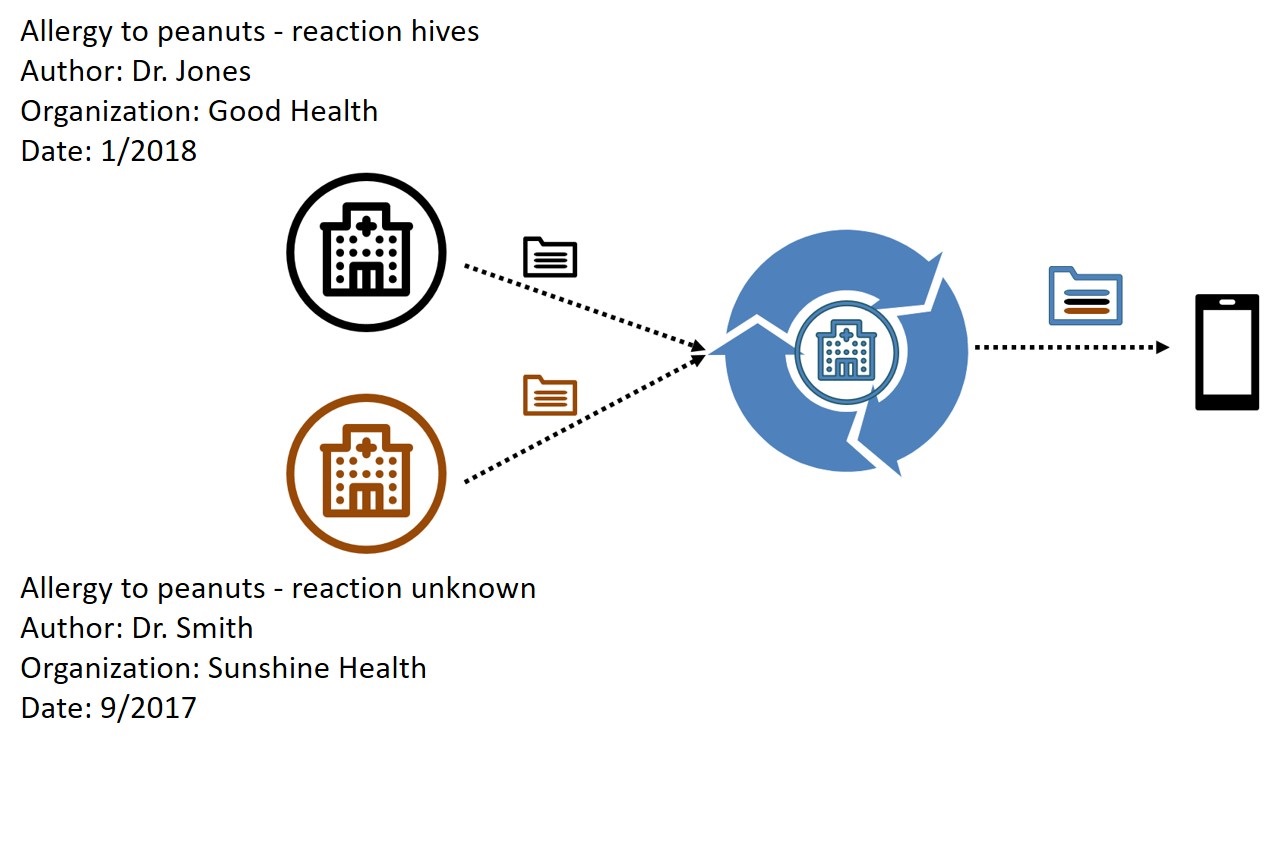 Allergy to peanuts - reaction hives
Author: Dr. Jones
Organization: Good Health
Date: 1/2018
Allergy to peanuts - reaction unknown
Author: Dr. Smith
Organization: Sunshine Health
Date: 9/2017